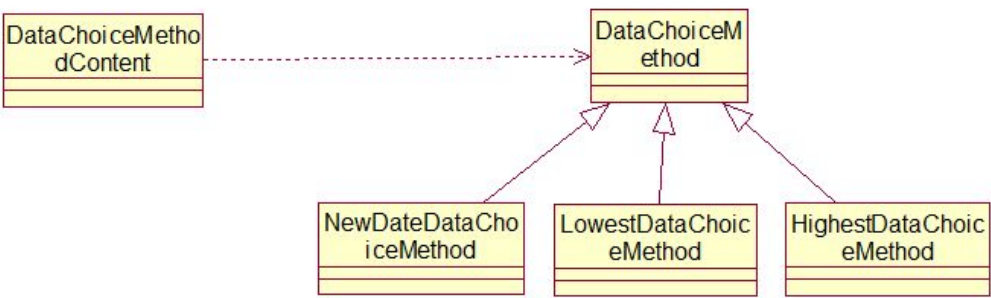 DataChoiceMetho
dContent
DataChoiceM
ethod
NewDateDataCho
iceMethod
LowestDataChoic
eMethod
HighestDataChoic
eMethod